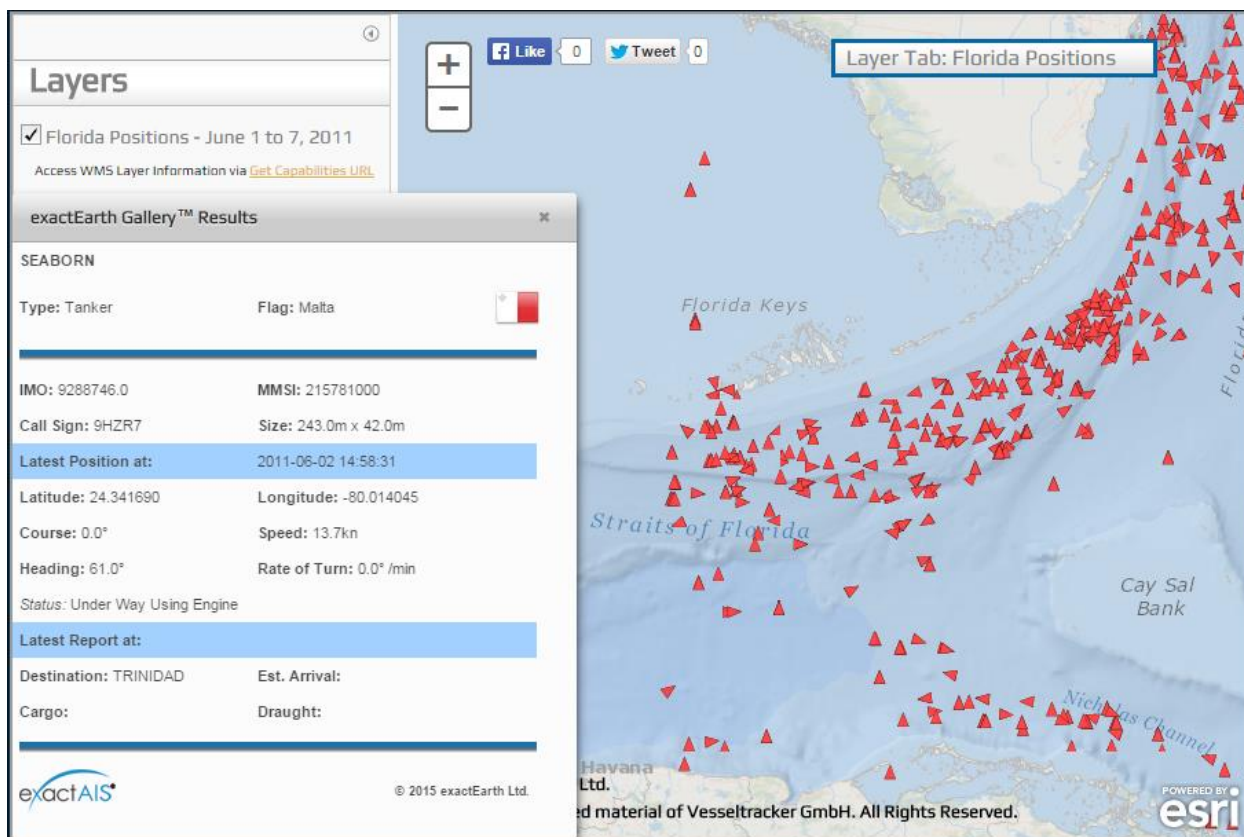 Layers
Florida Positions - June 1 to 7, 2011
Access WMS Layer Information via Get Capabilities URL
exactEarth Gallery™ Results
×
SEABORN
Type: Tanker Flag: Malta
IMO: 9288746.0 MMSI: 215781000
Call Sign: 9HZR7 Size: 243.0m x 42.0m
Latest Position at: 2011-06-02 14:58:31
Latitude: 24.341690 Longitude: -80.014045
Course: 0.0° Speed: 13.7kn
Heading: 61.0° Rate of Turn: 0.0° /min
Status: Under Way Using Engine
Latest Report at:
Destination: TRINIDAD Est. Arrival:
Cargo: Draught:
exactAIS
© 2015 exactEarth Ltd.
+
−
Like 0 Tweet 0
Layer Tab: Florida Positions
Florida Keys
Florida
Straits of Florida
Cay Sal
Bank
Nicholas Channel
Havana
Ltd.
ed material of Vesseltracker GmbH. All Rights Reserved.
POWERED BY
esri